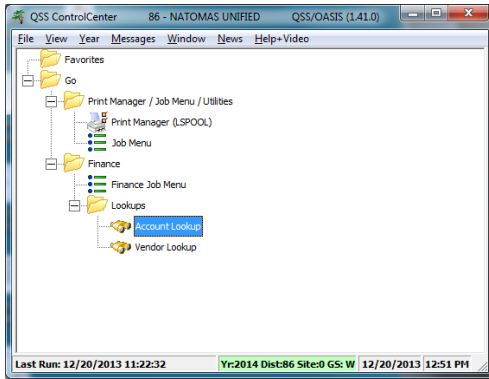 QSS ControlCenter 86 - NATOMAS UNIFIED QSS/OASIS (1.41.0)
File View Year Messages Window News Help+Video
Favorites
Go
Print Manager / Job Menu / Utilities
Print Manager (LSPOOL)
Job Menu
Finance
Finance Job Menu
Lookups
Account Lookup
Vendor Lookup
Last Run: 12/20/2013 11:22:32 Yr:2014 Dist:86 Site:0 GS: W 12/20/2013 12:51 PM